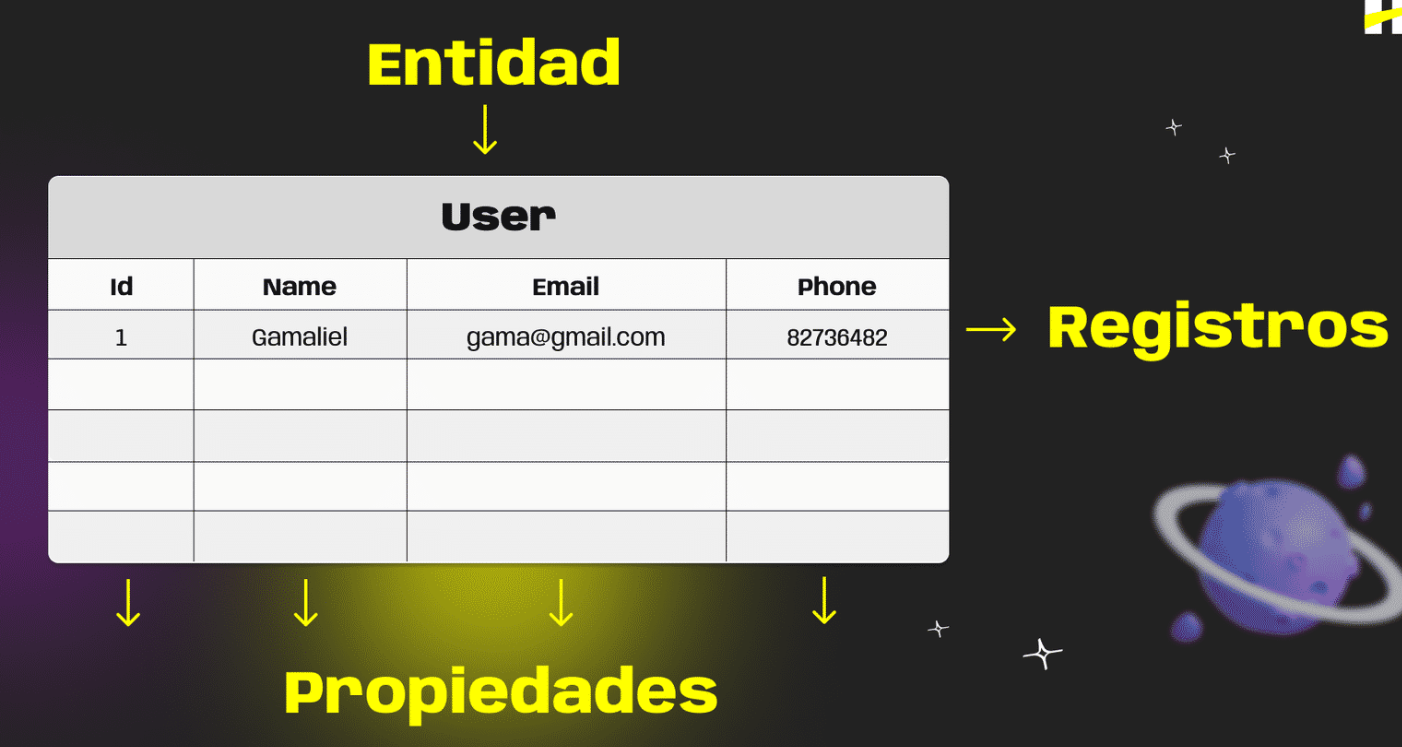 Entidad
User
Id Name Email Phone
1 Gamaliel gama@gmail.com 82736482
Registros
Propiedades